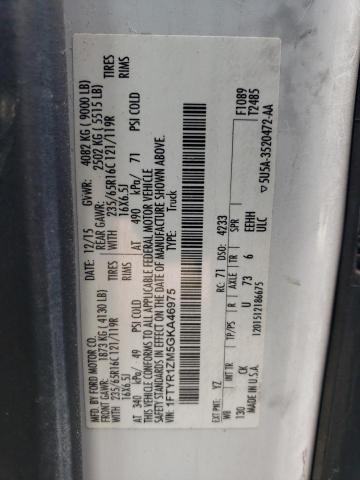 MFD. BY FORD MOTOR CO.
DATE: 12/15 GVWR: 4082 KG ( 9000 LB)
FRONT GAWR: 1873 KG ( 4130 LB) REAR GAWR: 2502 KG ( 5515 LB)
WITH 235/65R16C 121/119R TIRES WITH 235/65R16C 121/119R TIRES
16X6.5J RIMS 16X6.5J RIMS
AT 340 kPa/ 49 PSI COLD AT 490 kPa/ 71 PSI COLD
THIS VEHICLE CONFORMS TO ALL APPLICABLE FEDERAL MOTOR VEHICLE
SAFETY STANDARDS IN EFFECT ON THE DATE OF MANUFACTURE SHOWN ABOVE.
VIN: 1FTYR1ZM5GKA46975
TYPE: Truck
EXT PNT: YZ RC: 71 DSO: 4233 F1089
T2485
WB INT TR TP/PS R AXLE TR SPR
130 CK U 73 6 EEHH
ULC
MADE IN U.S.A. 1201512186675
▽ 5U5A-3520472-AA